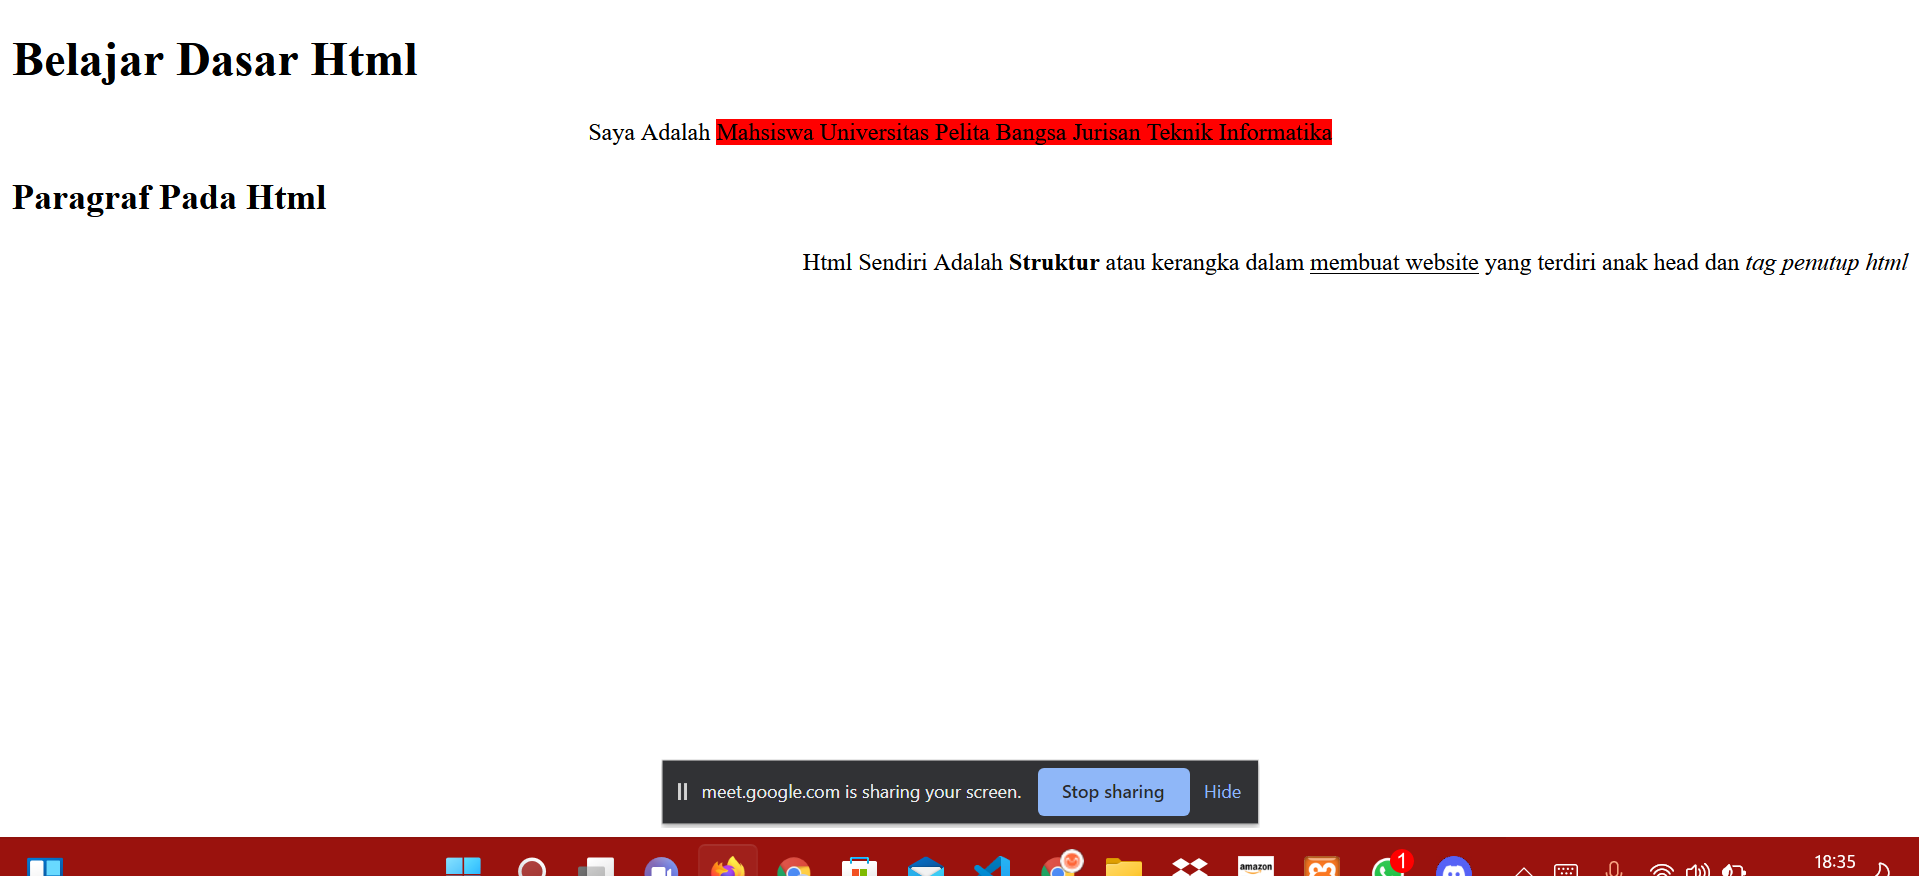 Belajar Dasar Html
Saya Adalah Mahsiswa Universitas Pelita Bangsa Jurisan Teknik Informatika
Paragraf Pada Html
Html Sendiri Adalah Struktur atau kerangka dalam membuat website yang terdiri anak head dan tag penutup html
meet.google.com is sharing your screen. Stop sharing Hide
amazon
1
18:35